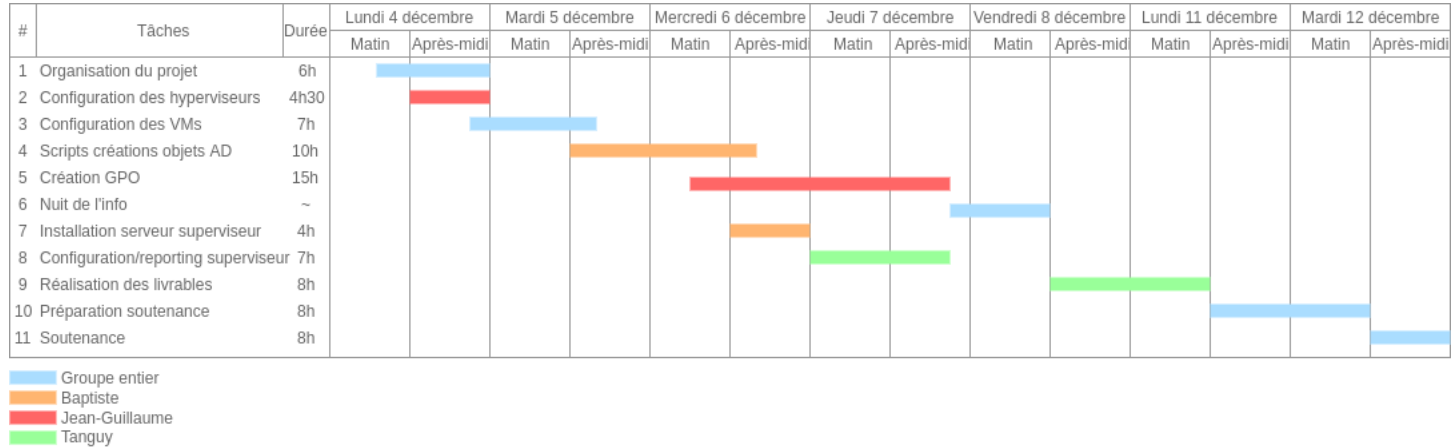 # Tâches Durée Lundi 4 décembre Mardi 5 décembre Mercredi 6 décembre Jeudi 7 décembre Vendredi 8 décembre Lundi 11 décembre Mardi 12 décembre
Matin Après-midi Matin Après-midi Matin Après-midi Matin Après-midi Matin Après-midi Matin Après-midi Matin Après-midi
1 Organisation du projet 6h
2 Configuration des hyperviseurs 4h30
3 Configuration des VMs 7h
4 Scripts créations objets AD 10h
5 Création GPO 15h
6 Nuit de l'info ~
7 Installation serveur superviseur 4h
8 Configuration/reporting superviseur 7h
9 Réalisation des livrables 8h
10 Préparation soutenance 8h
11 Soutenance 8h
Groupe entier
Baptiste
Jean-Guillaume
Tanguy